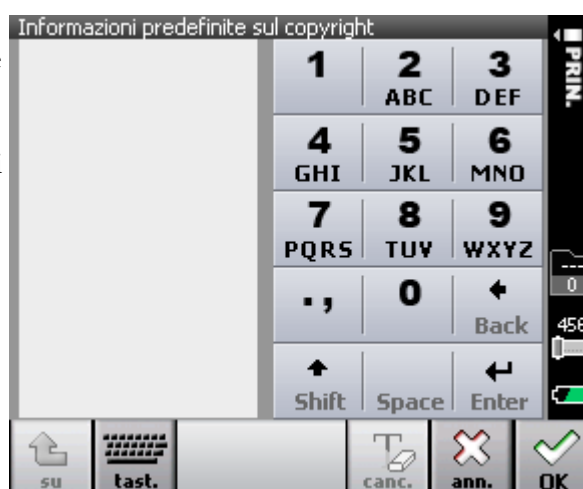 Informazioni predefinite sul copyright
1 2 3
ABC DEF
4 5 6
GHI JKL MNO
7 8 9
PQRS TUV WXYZ
., 0
Back
Shift Space Enter
su tast. canc. ann. OK
PRIN.
0
456